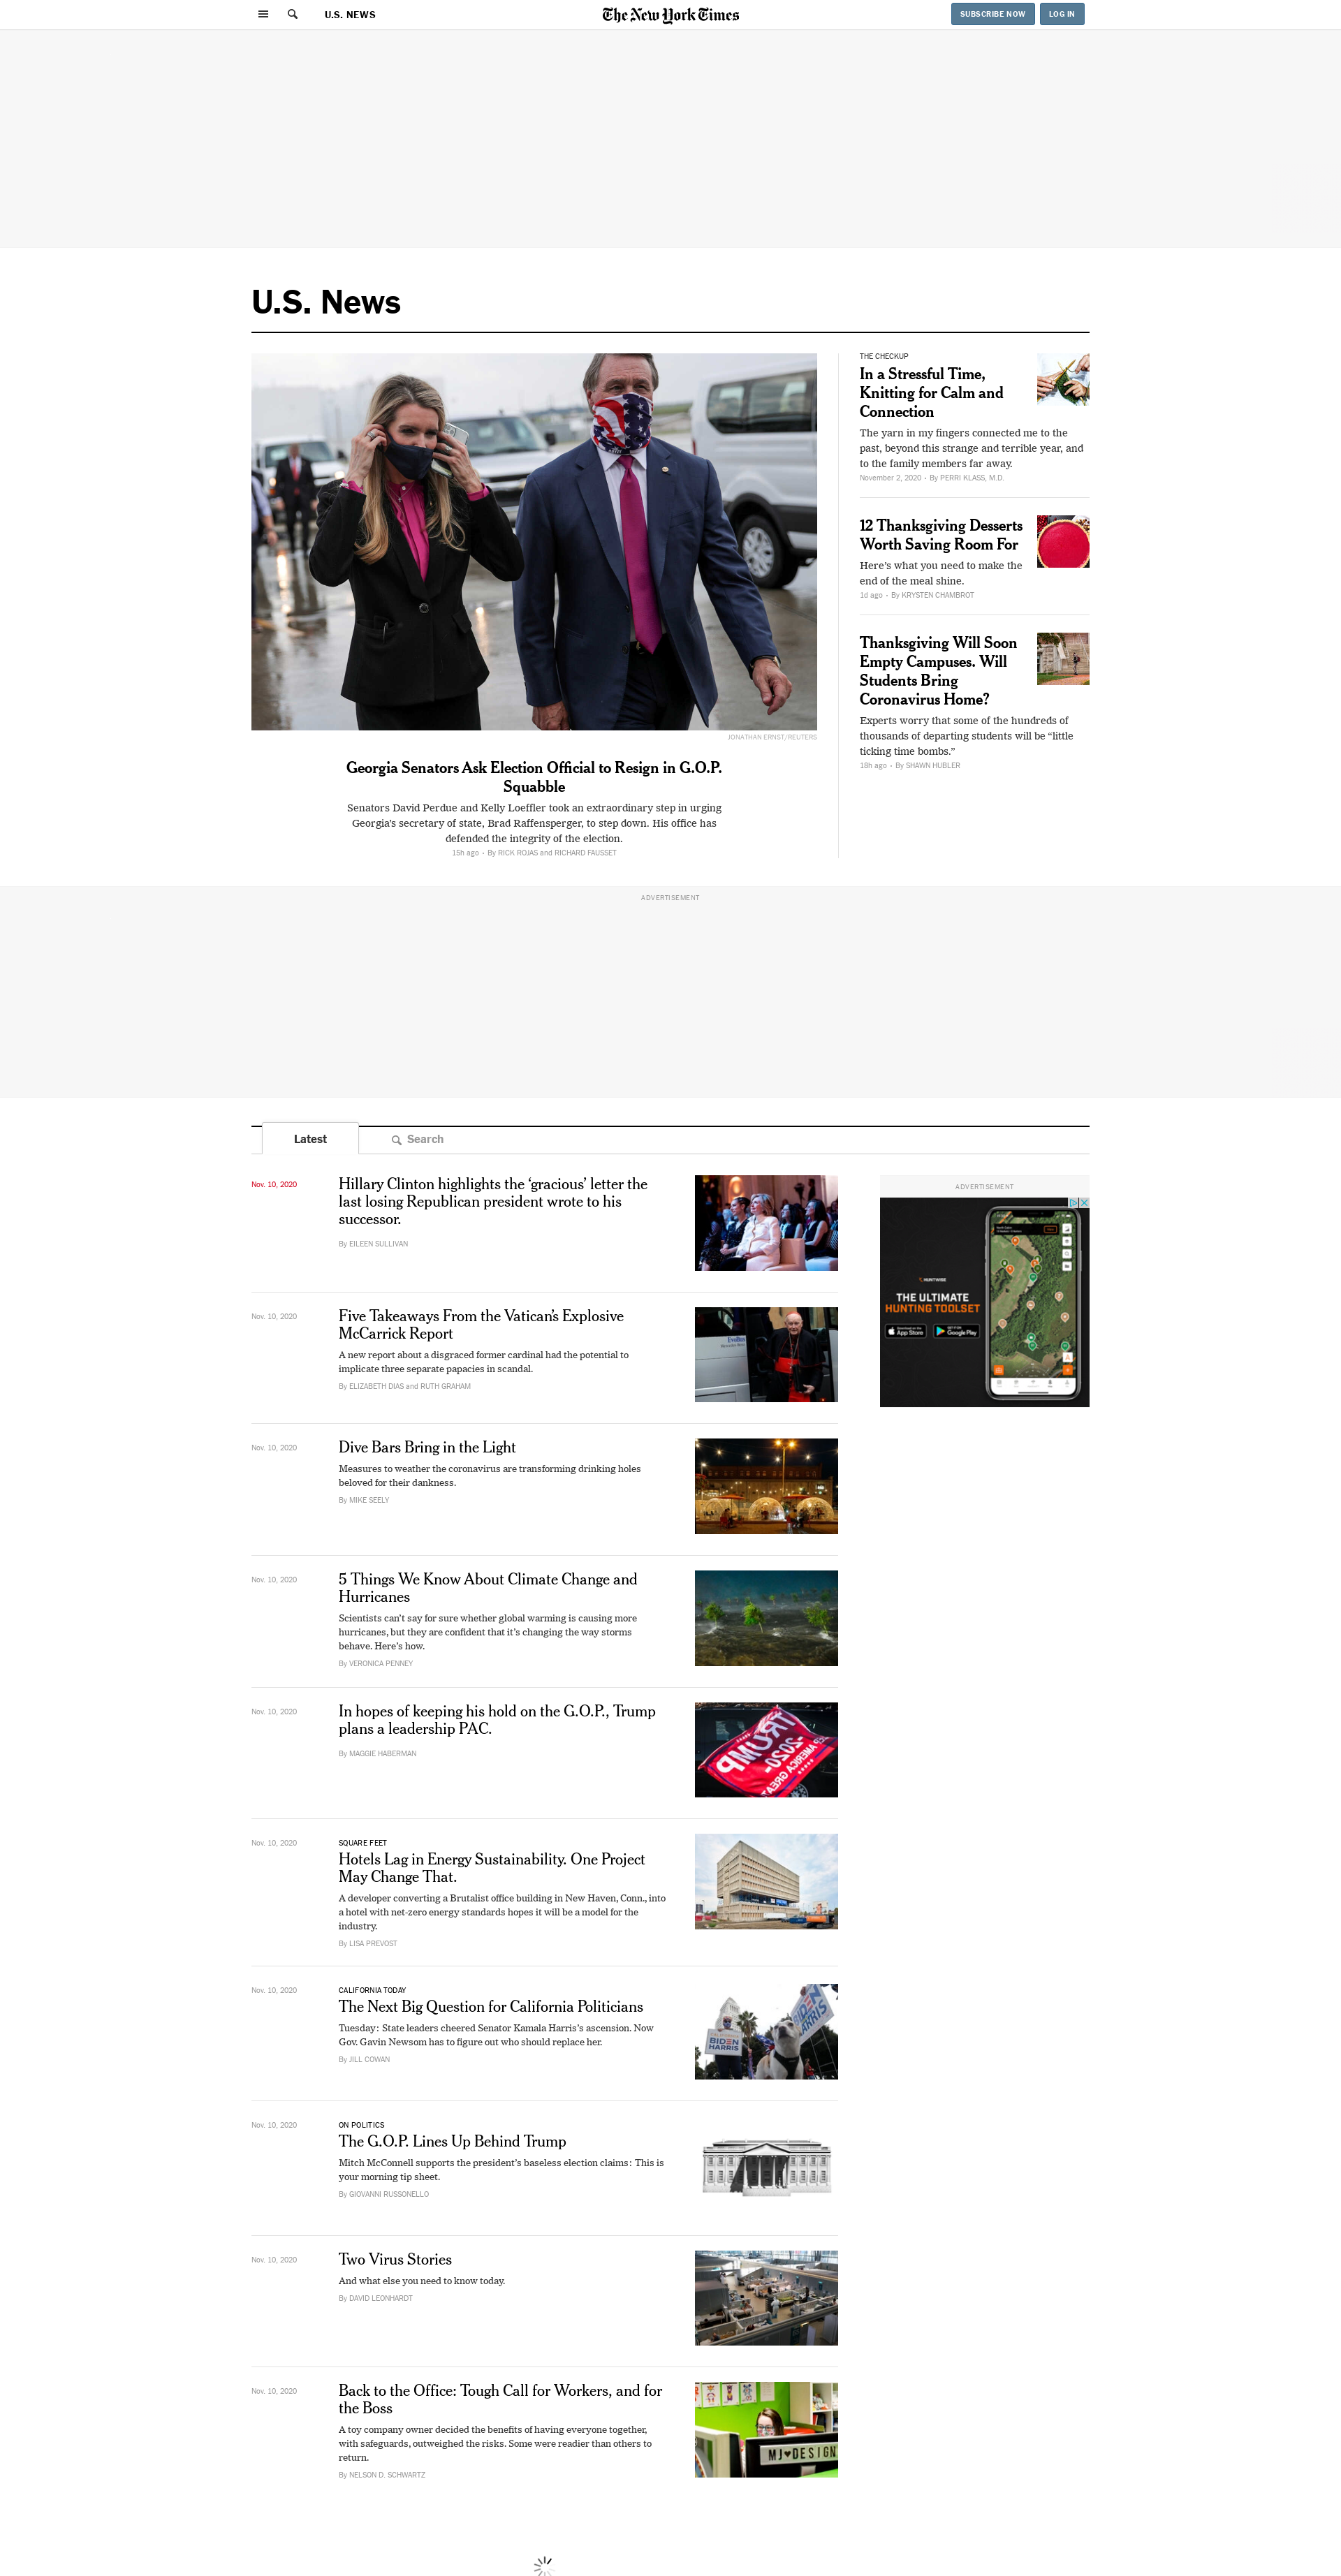 U.S. NEWS
The New York Times
SUBSCRIBE NOW
LOG IN
U.S. News
JONATHAN ERNST/REUTERS
Georgia Senators Ask Election Official to Resign in G.O.P.
Squabble
Senators David Perdue and Kelly Loeffler took an extraordinary step in urging
Georgia’s secretary of state, Brad Raffensperger, to step down. His office has
defended the integrity of the election.
15h ago • By RICK ROJAS and RICHARD FAUSSET
THE CHECKUP
In a Stressful Time,
Knitting for Calm and
Connection
The yarn in my fingers connected me to the
past, beyond this strange and terrible year, and
to the family members far away.
November 2, 2020 • By PERRI KLASS, M.D.
12 Thanksgiving Desserts
Worth Saving Room For
Here’s what you need to make the
end of the meal shine.
1d ago • By KRYSTEN CHAMBROT
Thanksgiving Will Soon
Empty Campuses. Will
Students Bring
Coronavirus Home?
Experts worry that some of the hundreds of
thousands of departing students will be “little
ticking time bombs.”
18h ago • By SHAWN HUBLER
ADVERTISEMENT
Latest
Search
Nov. 10, 2020
Hillary Clinton highlights the ‘gracious’ letter the
last losing Republican president wrote to his
successor.
By EILEEN SULLIVAN
ADVERTISEMENT
HUNTWISE
THE ULTIMATE
HUNTING TOOLSET
App Store
Google Play
Nov. 10, 2020
Five Takeaways From the Vatican’s Explosive
McCarrick Report
A new report about a disgraced former cardinal had the potential to
implicate three separate papacies in scandal.
By ELIZABETH DIAS and RUTH GRAHAM
Nov. 10, 2020
Dive Bars Bring in the Light
Measures to weather the coronavirus are transforming drinking holes
beloved for their dankness.
By MIKE SEELY
Nov. 10, 2020
5 Things We Know About Climate Change and
Hurricanes
Scientists can’t say for sure whether global warming is causing more
hurricanes, but they are confident that it’s changing the way storms
behave. Here’s how.
By VERONICA PENNEY
Nov. 10, 2020
In hopes of keeping his hold on the G.O.P., Trump
plans a leadership PAC.
By MAGGIE HABERMAN
TRUMP
-2020-
AMERICA GREAT
Nov. 10, 2020
SQUARE FEET
Hotels Lag in Energy Sustainability. One Project
May Change That.
A developer converting a Brutalist office building in New Haven, Conn., into
a hotel with net-zero energy standards hopes it will be a model for the
industry.
By LISA PREVOST
Nov. 10, 2020
CALIFORNIA TODAY
The Next Big Question for California Politicians
Tuesday: State leaders cheered Senator Kamala Harris’s ascension. Now
Gov. Gavin Newsom has to figure out who should replace her.
By JILL COWAN
BIDEN
HARRIS
BIDEN
HARRIS
Nov. 10, 2020
ON POLITICS
The G.O.P. Lines Up Behind Trump
Mitch McConnell supports the president’s baseless election claims: This is
your morning tip sheet.
By GIOVANNI RUSSONELLO
Nov. 10, 2020
Two Virus Stories
And what else you need to know today.
By DAVID LEONHARDT
Nov. 10, 2020
Back to the Office: Tough Call for Workers, and for
the Boss
A toy company owner decided the benefits of having everyone together,
with safeguards, outweighed the risks. Some were readier than others to
return.
By NELSON D. SCHWARTZ
MJ♥DESIGN